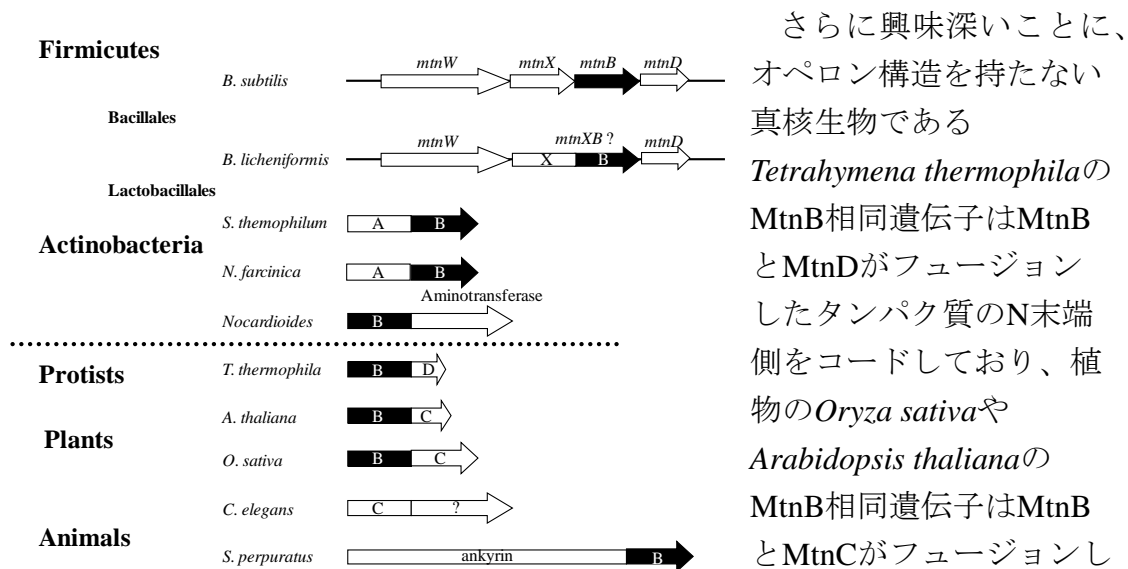 Firmicutes
mtnW mtnX mtnB mtnD
B. subtilis
Bacillales
mtnW mtnXB ? mtnD
B. licheniformis X B
Lactobacillales
S. themophilum A B
Actinobacteria
N. farcinica A B
Aminotransferase
Nocardioides B
Protists T. thermophila B D
A. thaliana B C
Plants
O. sativa B C
C. elegans C ?
Animals
S. perpuratus ankyrin B
さらに興味深いことに、
オペロン構造を持たない
真核生物である
Tetrahymena thermophilaの
MtnB相同遺伝子はMtnB
とMtnDがフュージョン
したタンパク質のN末端
側をコードしており、植
物のOryza sativaや
Arabidopsis thalianaの
MtnB相同遺伝子はMtnB
とMtnCがフュージョンし